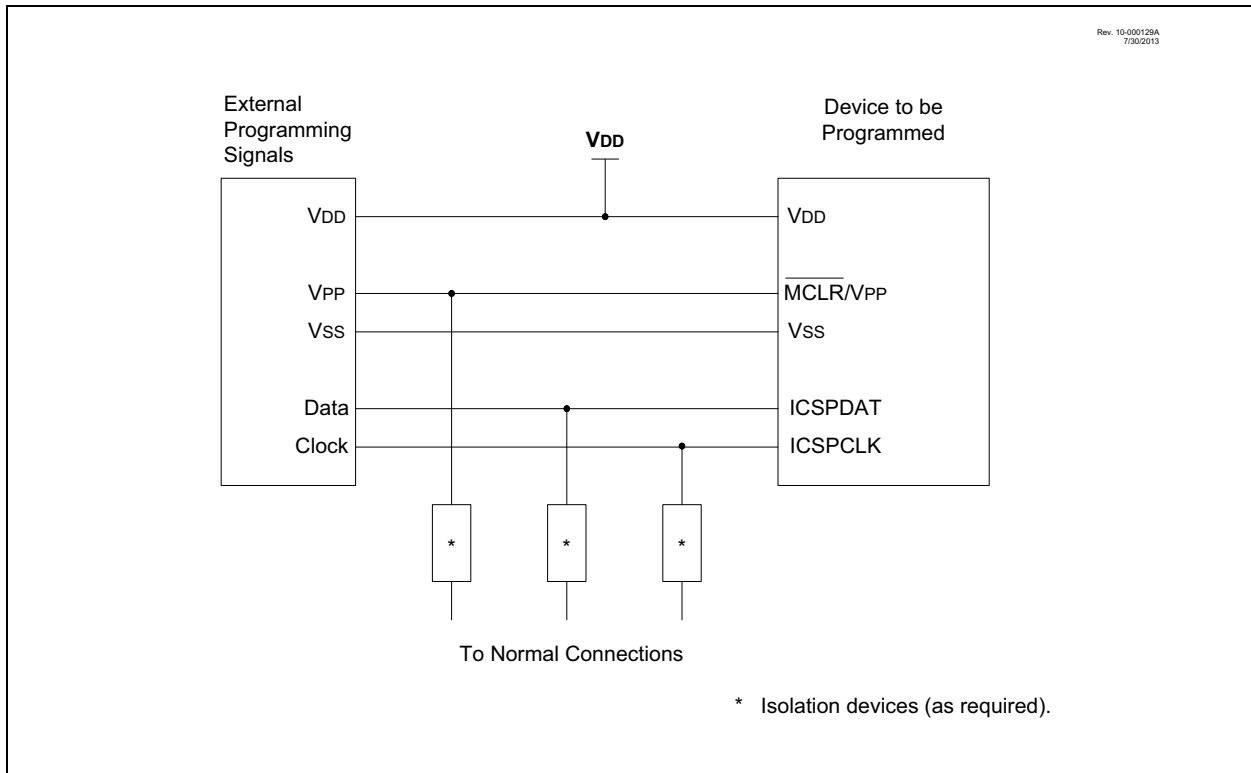 Rev. 10-000129A
7/30/2013
External
Programming
Signals
VDD
Device to be
Programmed
VDD
VDD
VPP
MCLR/VPP
VSS
VSS
Data
ICSPDAT
Clock
ICSPCLK
* * *
To Normal Connections
* Isolation devices (as required).